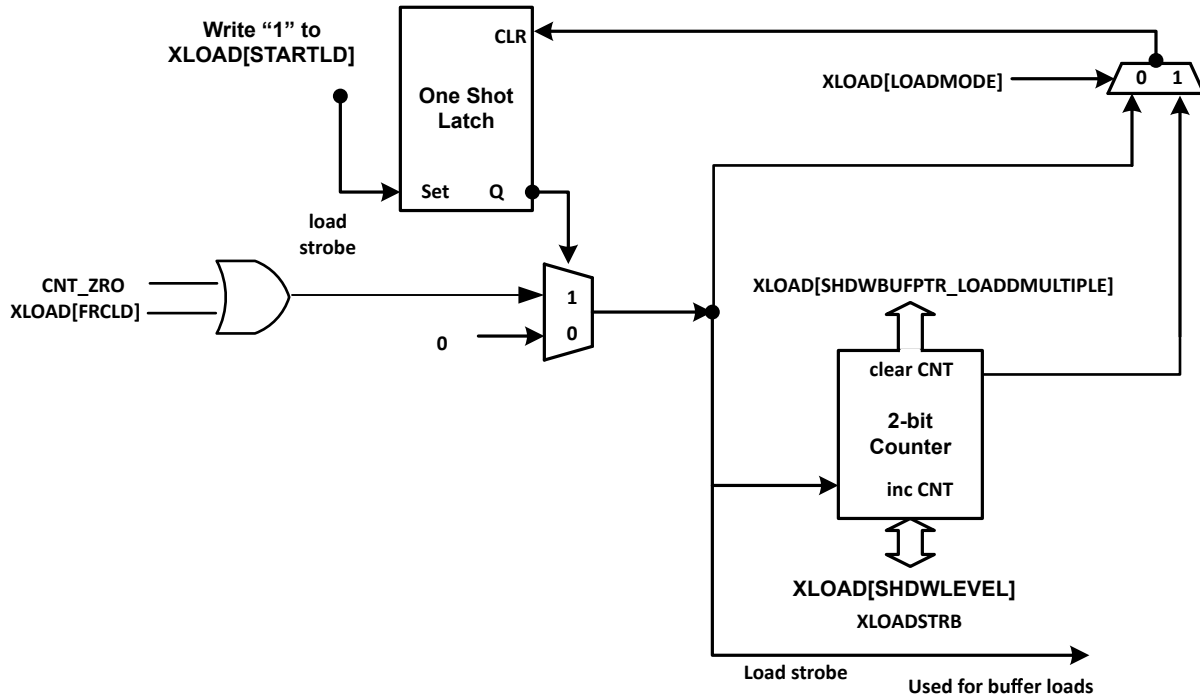 Write “1” to
XLOAD[STARTLD]
CLR
One Shot
Latch
Set Q
load
strobe
XLOAD[LOADMODE]
0 1
CNT_ZRO
XLOAD[FRCLD]
1
0
0
XLOAD[SHDWBUFPTR_LOADDMULTIPLE]
clear CNT
2-bit
Counter
inc CNT
XLOAD[SHDWLEVEL]
XLOADSTRB
Load strobe
Used for buffer loads